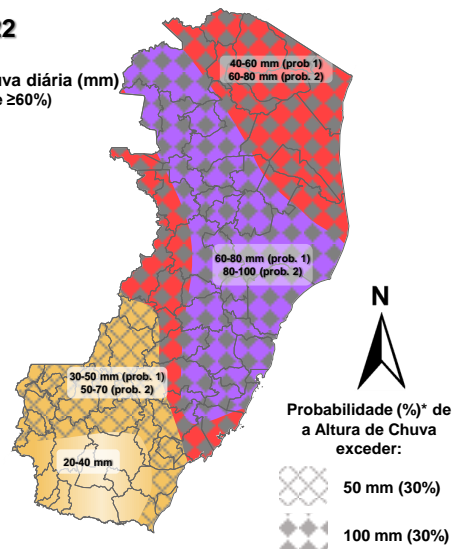 22
uva diária (mm)
e ≥60%)
40-60 mm (prob 1)
60-80 mm (prob. 2)
60-80 mm (prob. 1)
80-100 (prob. 2)
30-50 mm (prob. 1)
50-70 (prob. 2)
20-40 mm
N
Probabilidade (%)* de
a Altura de Chuva
exceder:
50 mm (30%)
100 mm (30%)